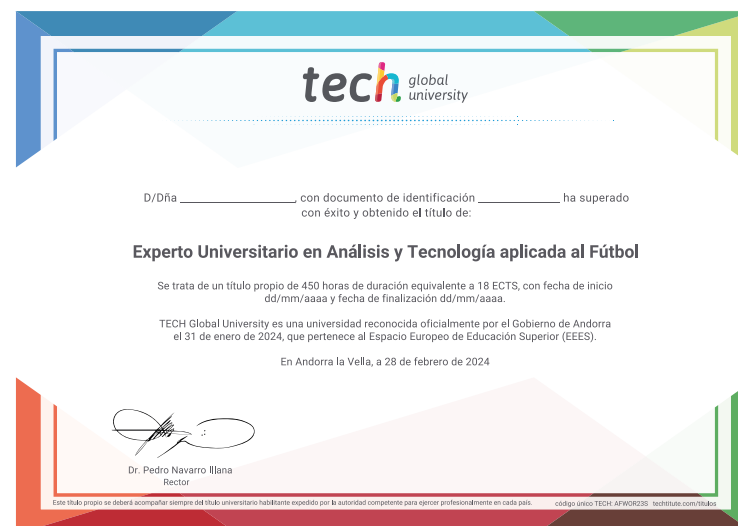 tech global university
D/Dña ______________, con documento de identificación __________ ha superado
con éxito y obtenido el título de:
Experto Universitario en Análisis y Tecnología aplicada al Fútbol
Se trata de un título propio de 450 horas de duración equivalente a 18 ECTS, con fecha de inicio
dd/mm/aaaa y fecha de finalización dd/mm/aaaa.
TECH Global University es una universidad reconocida oficialmente por el Gobierno de Andorra
el 31 de enero de 2024, que pertenece al Espacio Europeo de Educación Superior (EEES).
En Andorra la Vella, a 28 de febrero de 2024
Dr. Pedro Navarro Illana
Rector
Este título propio se deberá acompañar siempre del título universitario habilitante expedido por la autoridad competente para ejercer profesionalmente en cada país. código único TECH: AFWOR23S techtitute.com/titulos